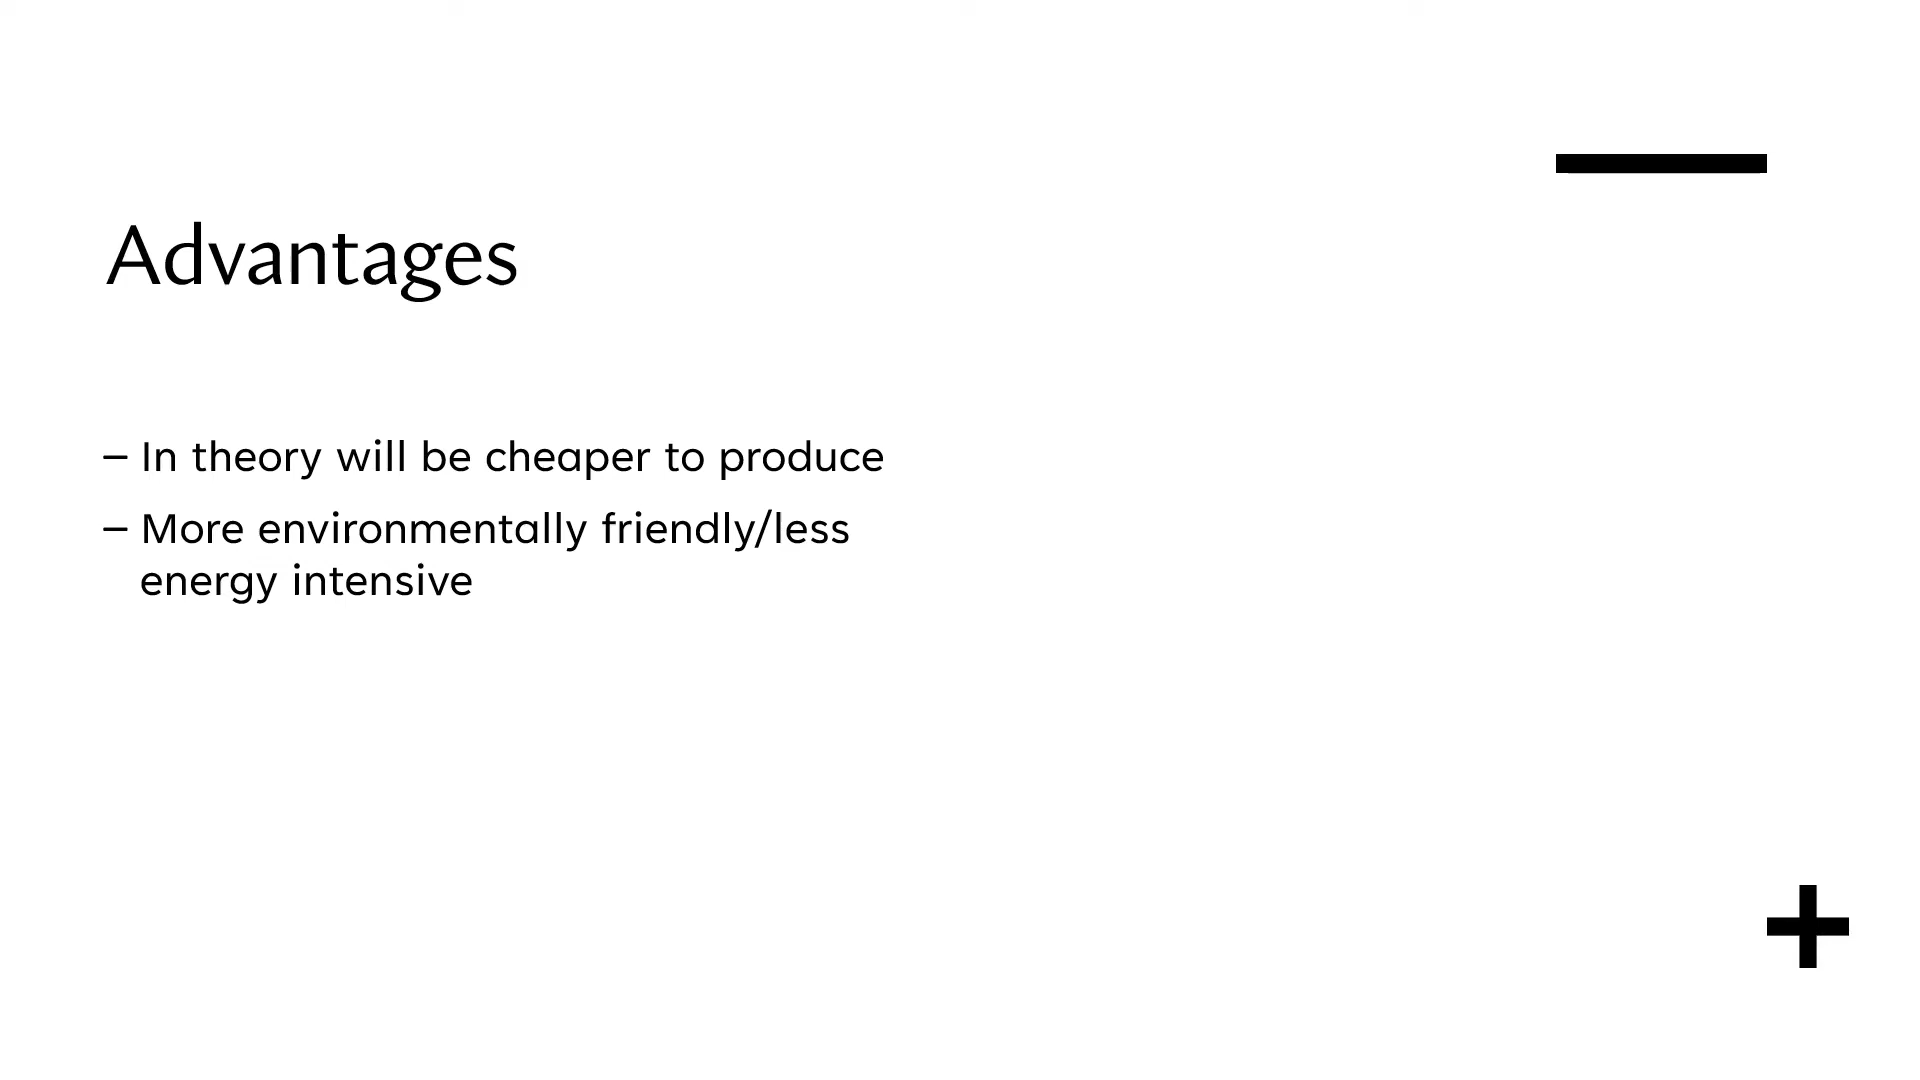 Advantages
– In theory will be cheaper to produce
– More environmentally friendly/less
energy intensive